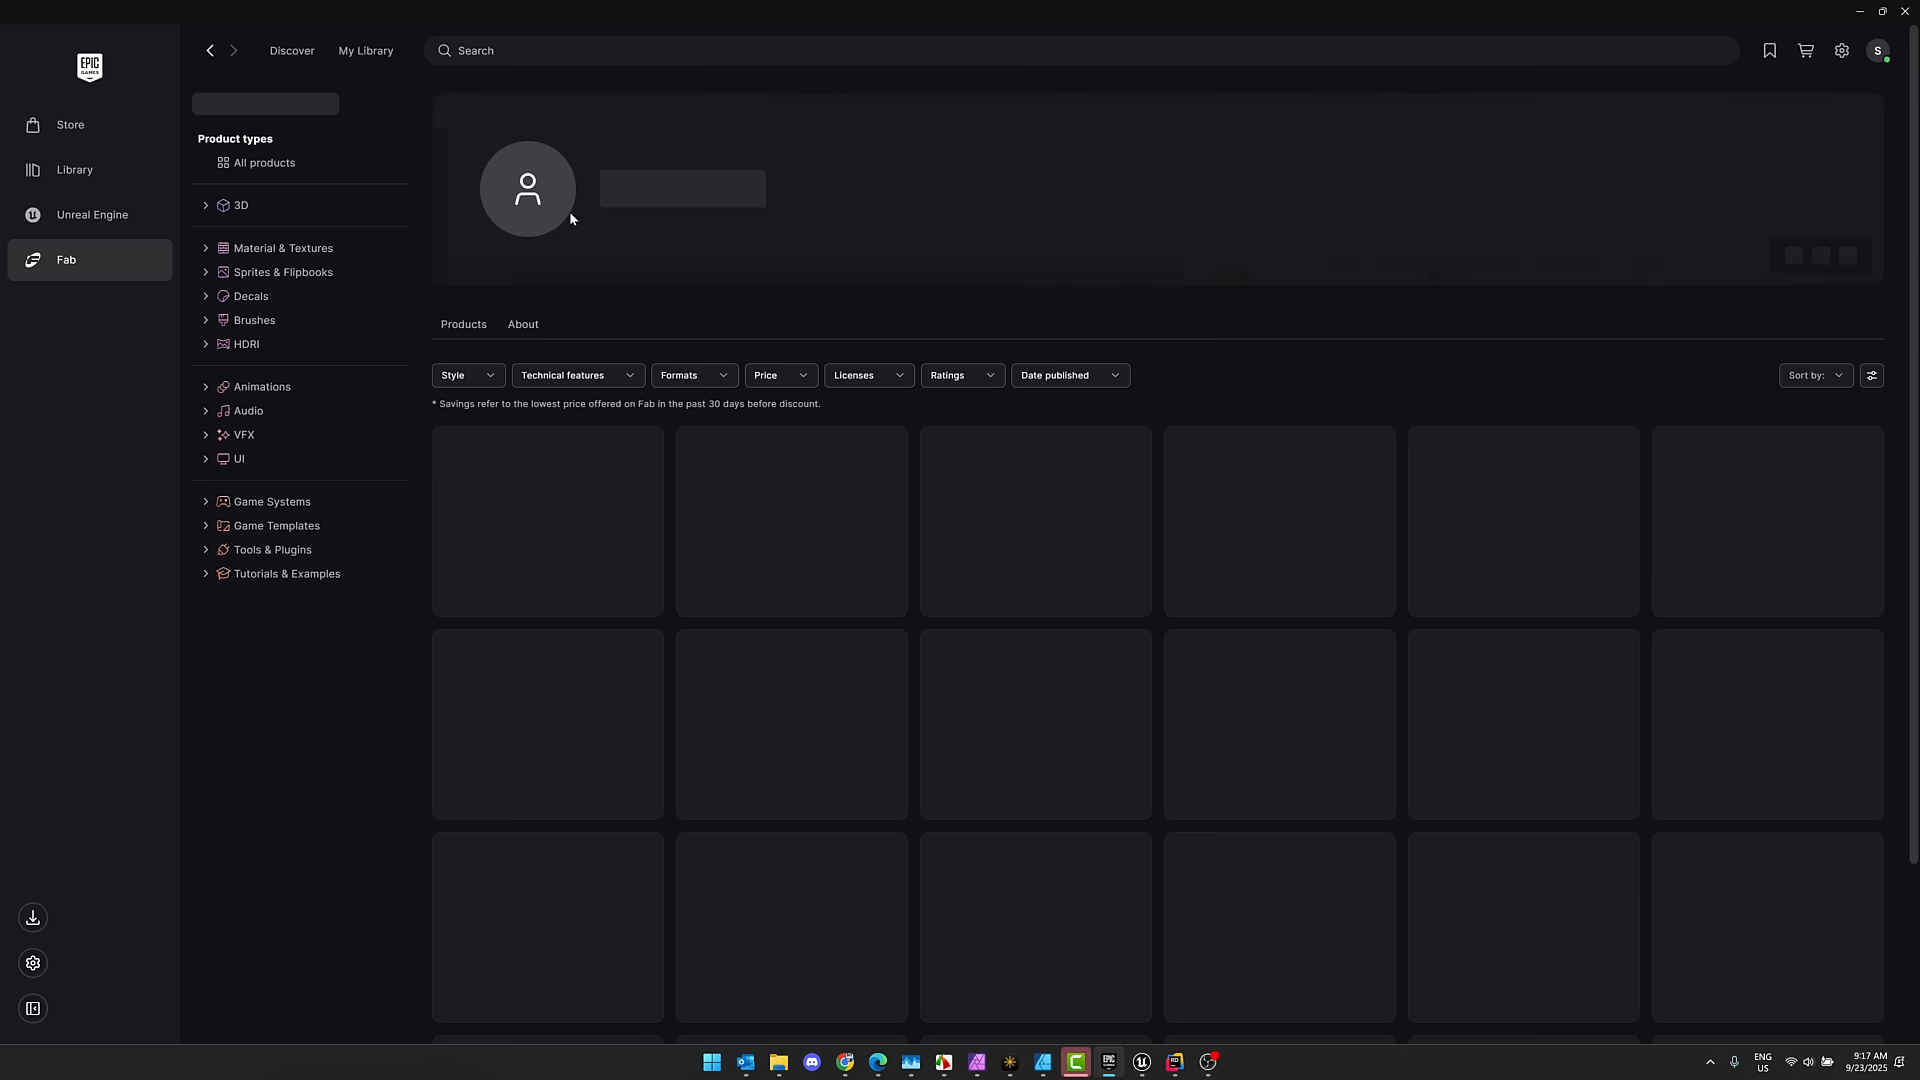 Discover
My Library
Search
S
EPIC
GAMES
Store
Library
Unreal Engine
Fab
Product types
All products
3D
Material & Textures
Sprites & Flipbooks
Decals
Brushes
HDRI
Animations
Audio
VFX
UI
Game Systems
Game Templates
Tools & Plugins
Tutorials & Examples
Products
About
Style
Technical features
Formats
Price
Licenses
Ratings
Date published
Sort by:
* Savings refer to the lowest price offered on Fab in the past 30 days before discount.
ENG
US
9:17 AM
9/23/2025